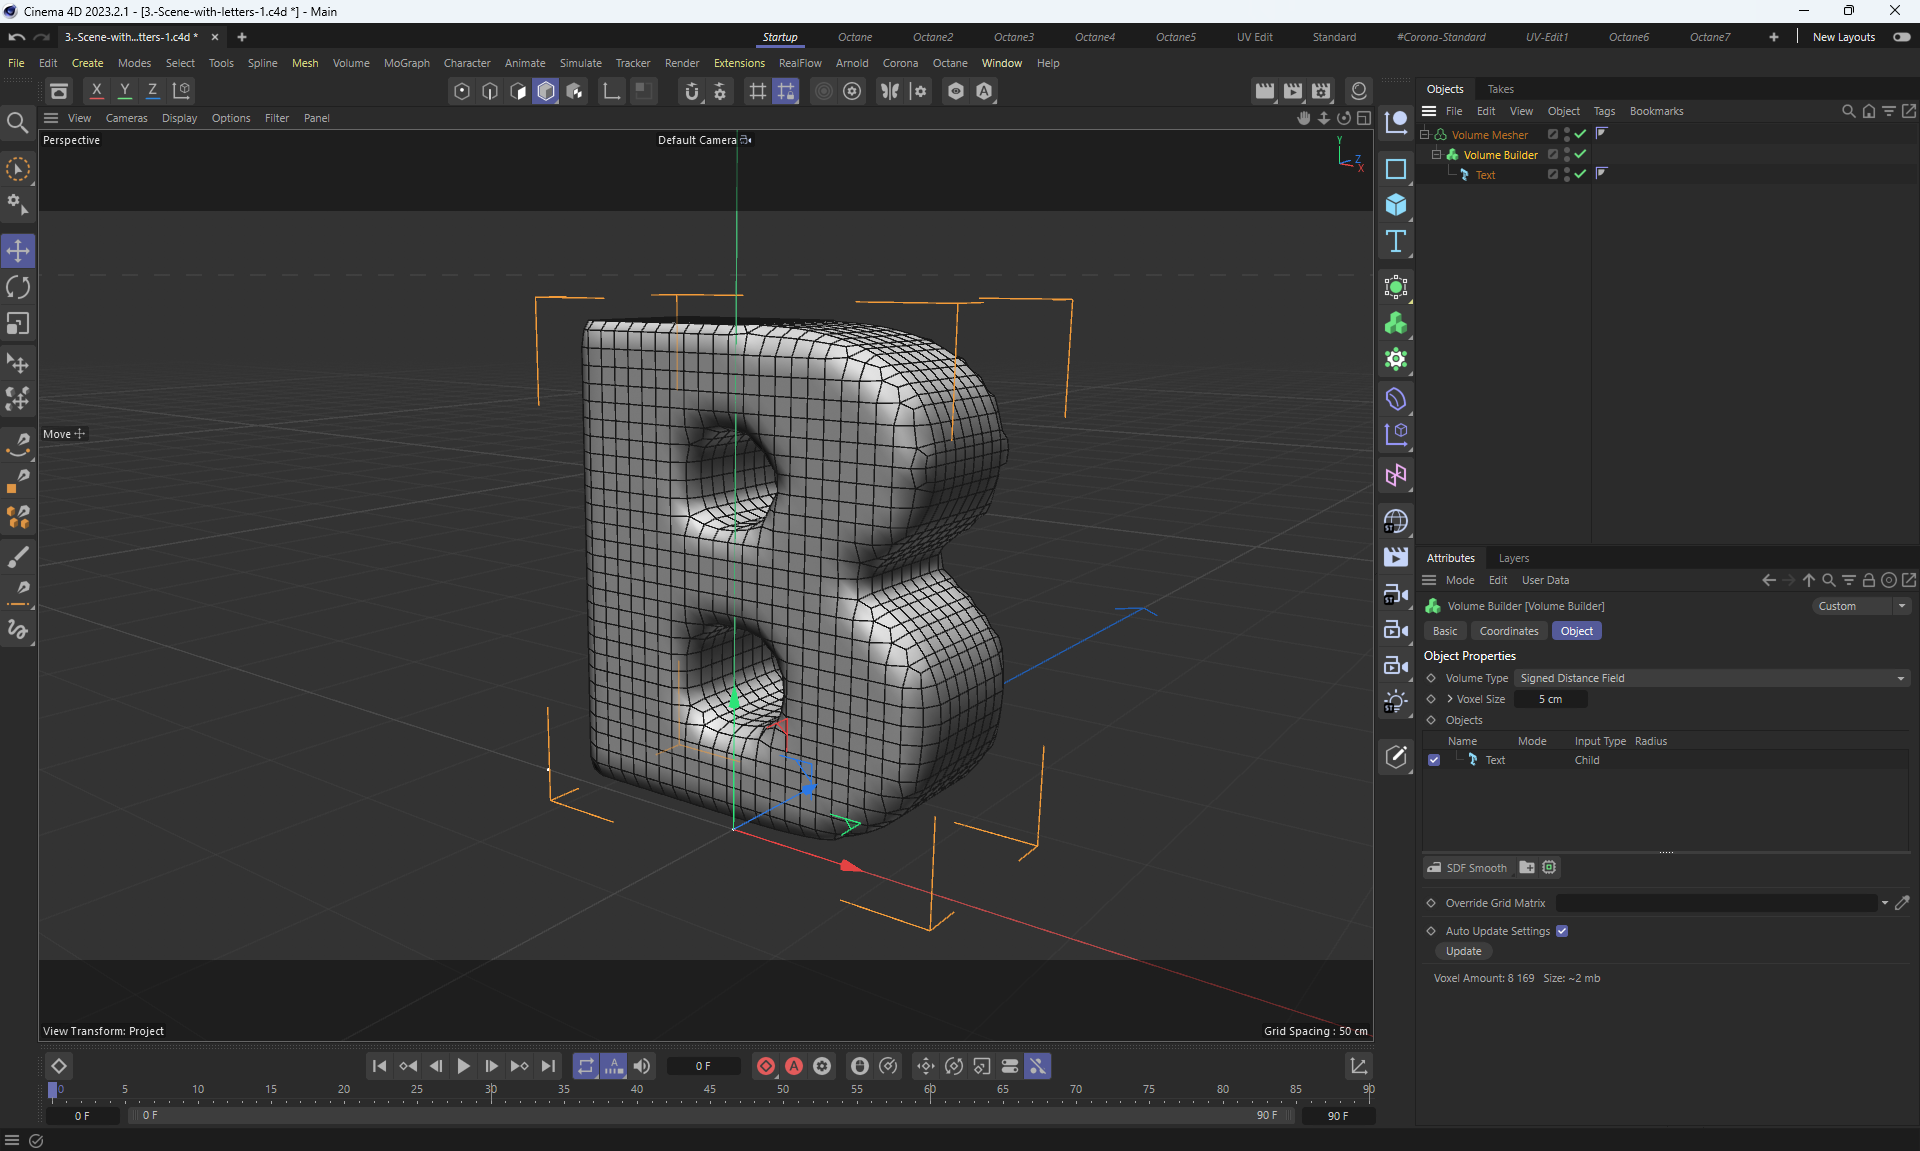 Cinema 4D 2023.2.1 - [3.-Scene-with-letters-1.c4d *] - Main
3.-Scene-with...tters-1.c4d *
Startup Octane Octane2 Octane3 Octane4 Octane5 UV Edit Standard #Corona-Standard UV-Edit1 Octane6 Octane7 New Layouts
File Edit Create Modes Select Tools Spline Mesh Volume MoGraph Character Animate Simulate Tracker Render Extensions RealFlow Arnold Corona Octane Window Help
X Y Z
Objects Takes
View Cameras Display Options Filter Panel
File Edit View Object Tags Bookmarks
Perspective
Default Camera
Y
Z
X
Volume Mesher
Volume Builder
Text
Move
Attributes Layers
Mode Edit User Data
Volume Builder [Volume Builder]
Custom
Basic Coordinates Object
Object Properties
Volume Type Signed Distance Field
Voxel Size 5 cm
Objects
Name Mode Input Type Radius
Text Child
SDF Smooth
Override Grid Matrix
Auto Update Settings
Update
Voxel Amount: 8 169 Size: ~2 mb
View Transform: Project
Grid Spacing : 50 cm
0 F
0 5 10 15 20 25 30 35 40 45 50 55 60 65 70 75 80 85 90
0 F 0 F 90 F 90 F